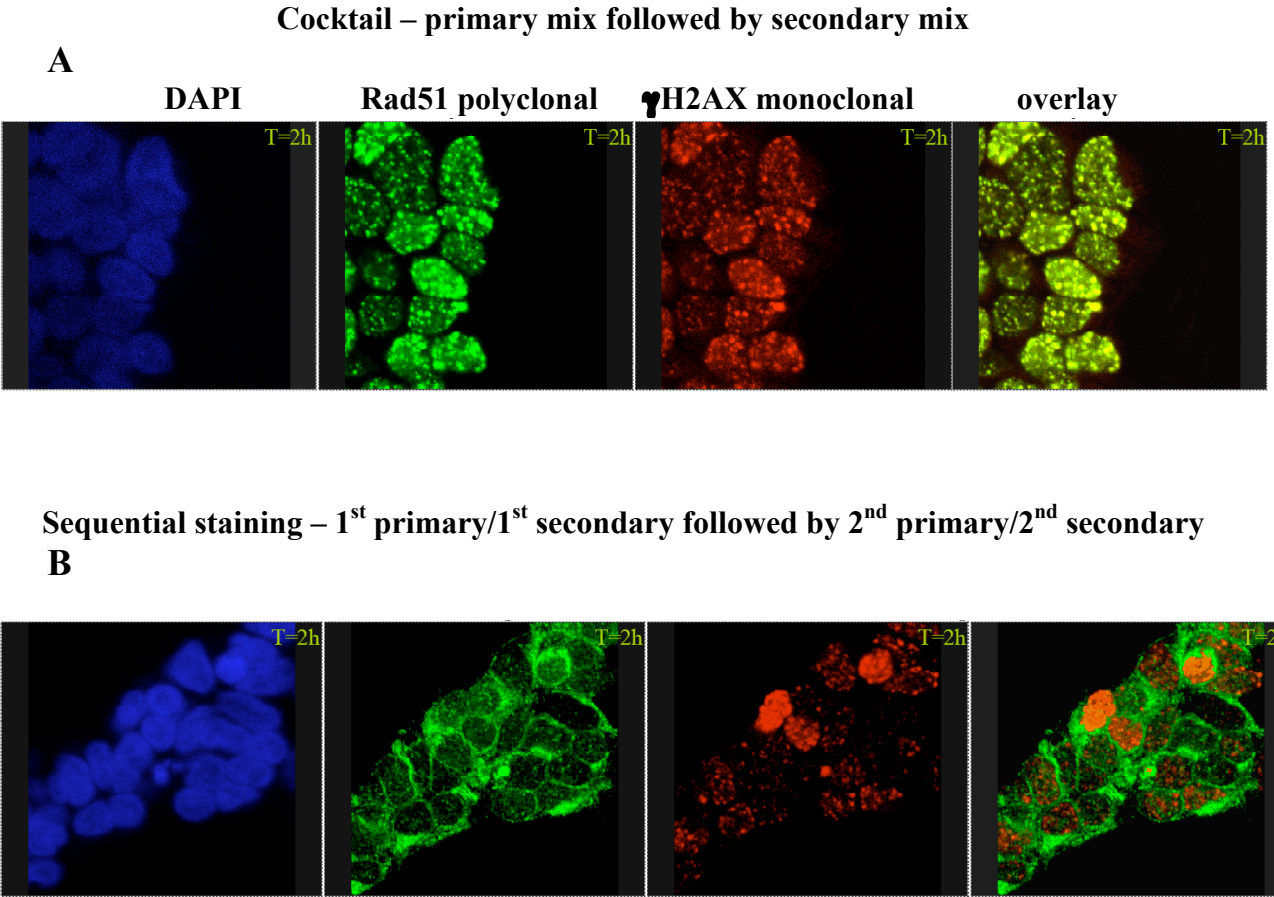 Cocktail – primary mix followed by secondary mix
A
DAPI Rad51 polyclonal γH2AX monoclonal overlay
T=2h T=2h T=2h T=2h
Sequential staining – 1st primary/1st secondary followed by 2nd primary/2nd secondary
B
T=2h T=2h T=2h T=2